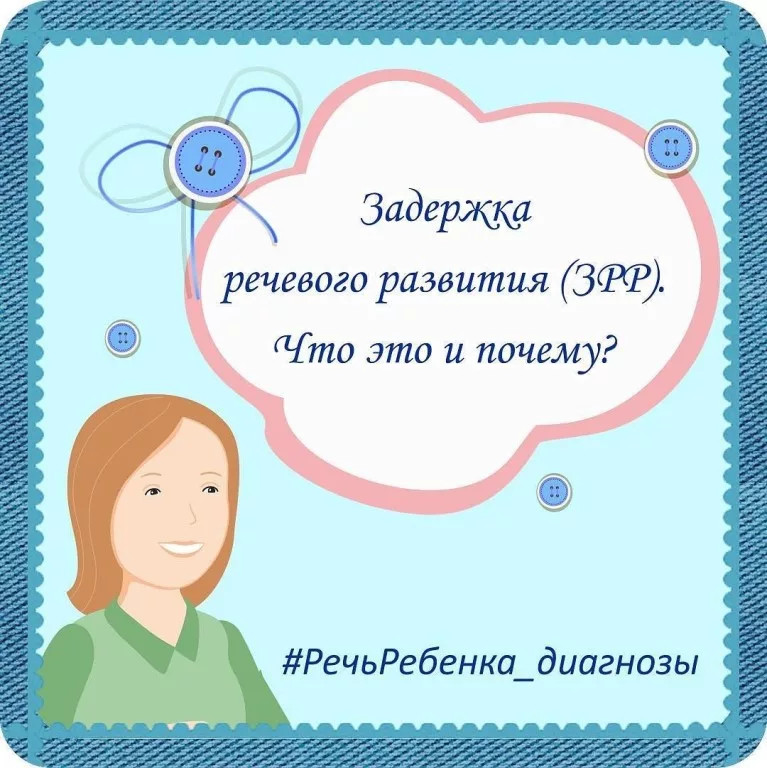 Задержка
речевого развития (ЗРР).
Что это и почему?
#РечьРебенка_диагнозы